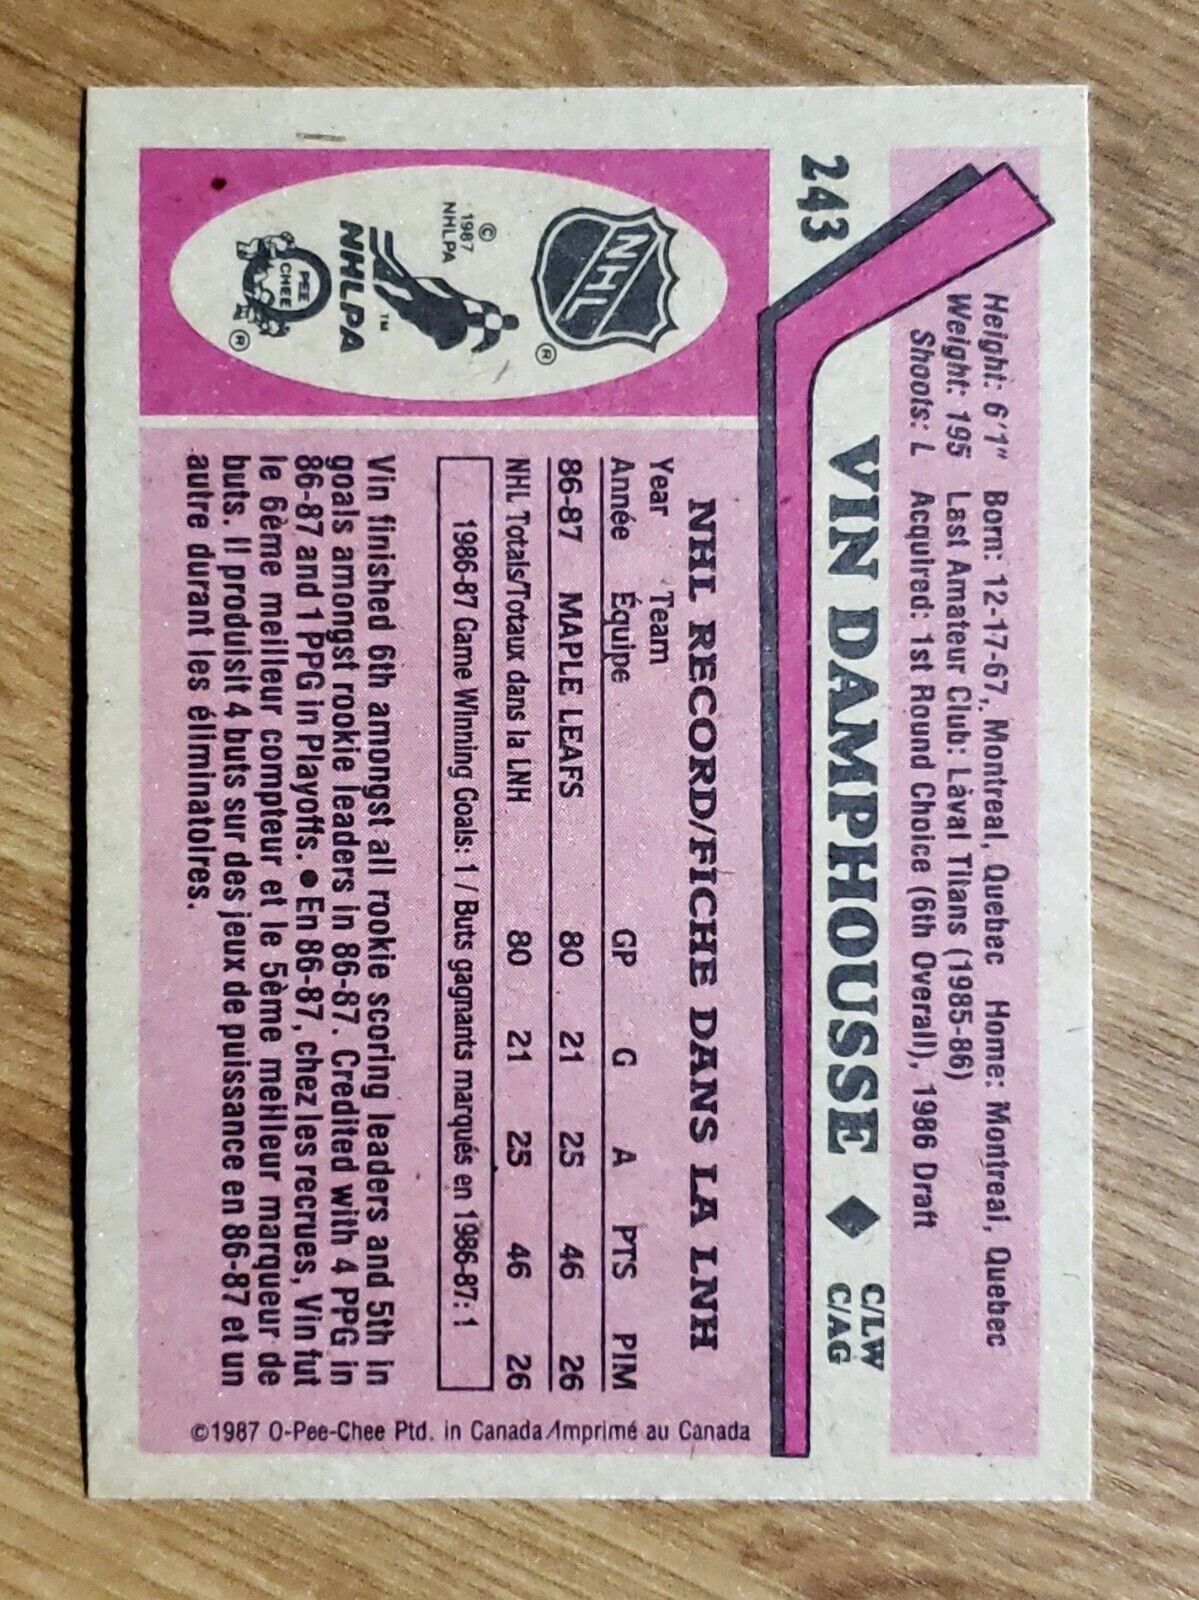 243
Height: 6'1" Born: 12-17-67, Montreal, Quebec Home: Montreal, Quebec
Weight: 195 Last Amateur Club: Làval Titans (1985-86)
Shoots: L Acquired: 1st Round Choice (6th Overall), 1986 Draft
VIN DAMPHOUSSE ◆ C/LW
C/AG
NHL
®
© 1987
NHLPA
TM
NHLPA
O PEE CHEE
®
NHL RECORD/FICHE DANS LA LNH
Year Team
Année Équipe GP G A PTS PIM
86-87 MAPLE LEAFS 80 21 25 46 26
NHL Totals/Totaux dans la LNH 80 21 25 46 26
1986-87 Game Winning Goals: 1 / Buts gagnants marqués en 1986-87: 1
Vin finished 6th amongst all rookie scoring leaders and 5th in
goals amongst rookie leaders in 86-87. Credited with 4 PPG in
86-87 and 1 PPG in Playoffs. ● En 86-87, chez les recrues, Vin fut
le 6ème meilleur compteur et le 5ème meilleur marqueur de
buts. Il produisit 4 buts sur des jeux de puissance en 86-87 et un
autre durant les éliminatoires.
©1987 O-Pee-Chee Ptd. in Canada/Imprimé au Canada